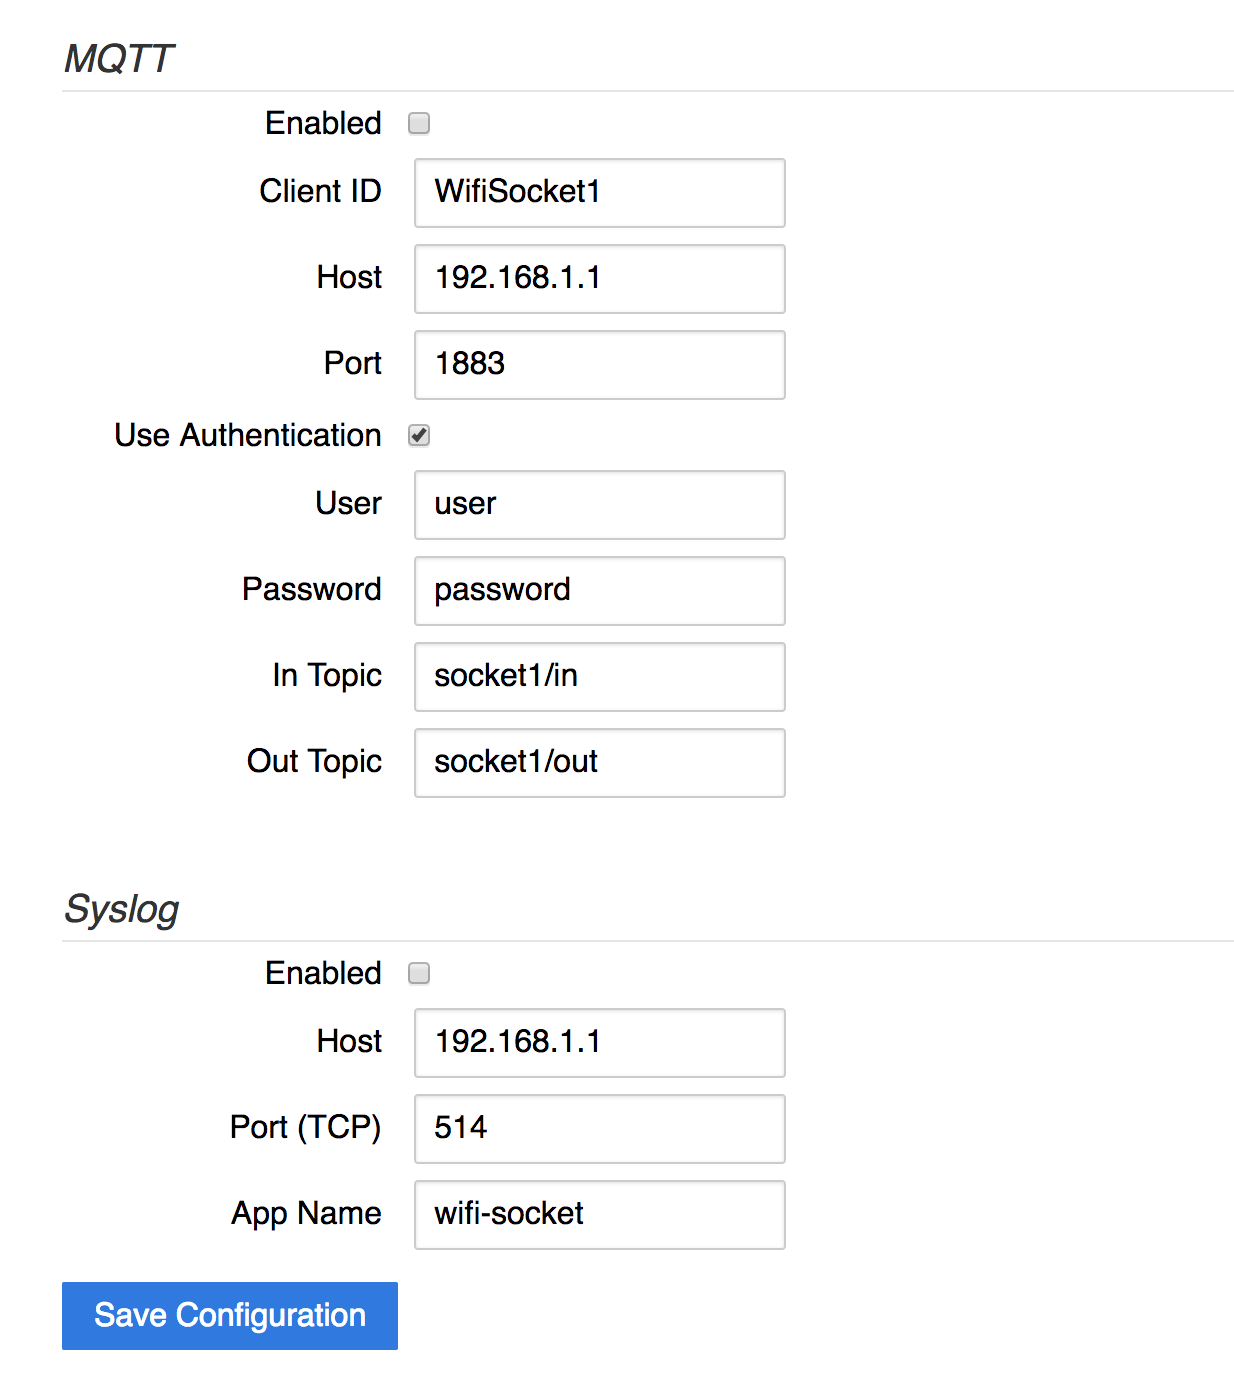 MQTT
Enabled
Client ID WifiSocket1
Host 192.168.1.1
Port 1883
Use Authentication
User user
Password password
In Topic socket1/in
Out Topic socket1/out
Syslog
Enabled
Host 192.168.1.1
Port (TCP) 514
App Name wifi-socket
Save Configuration